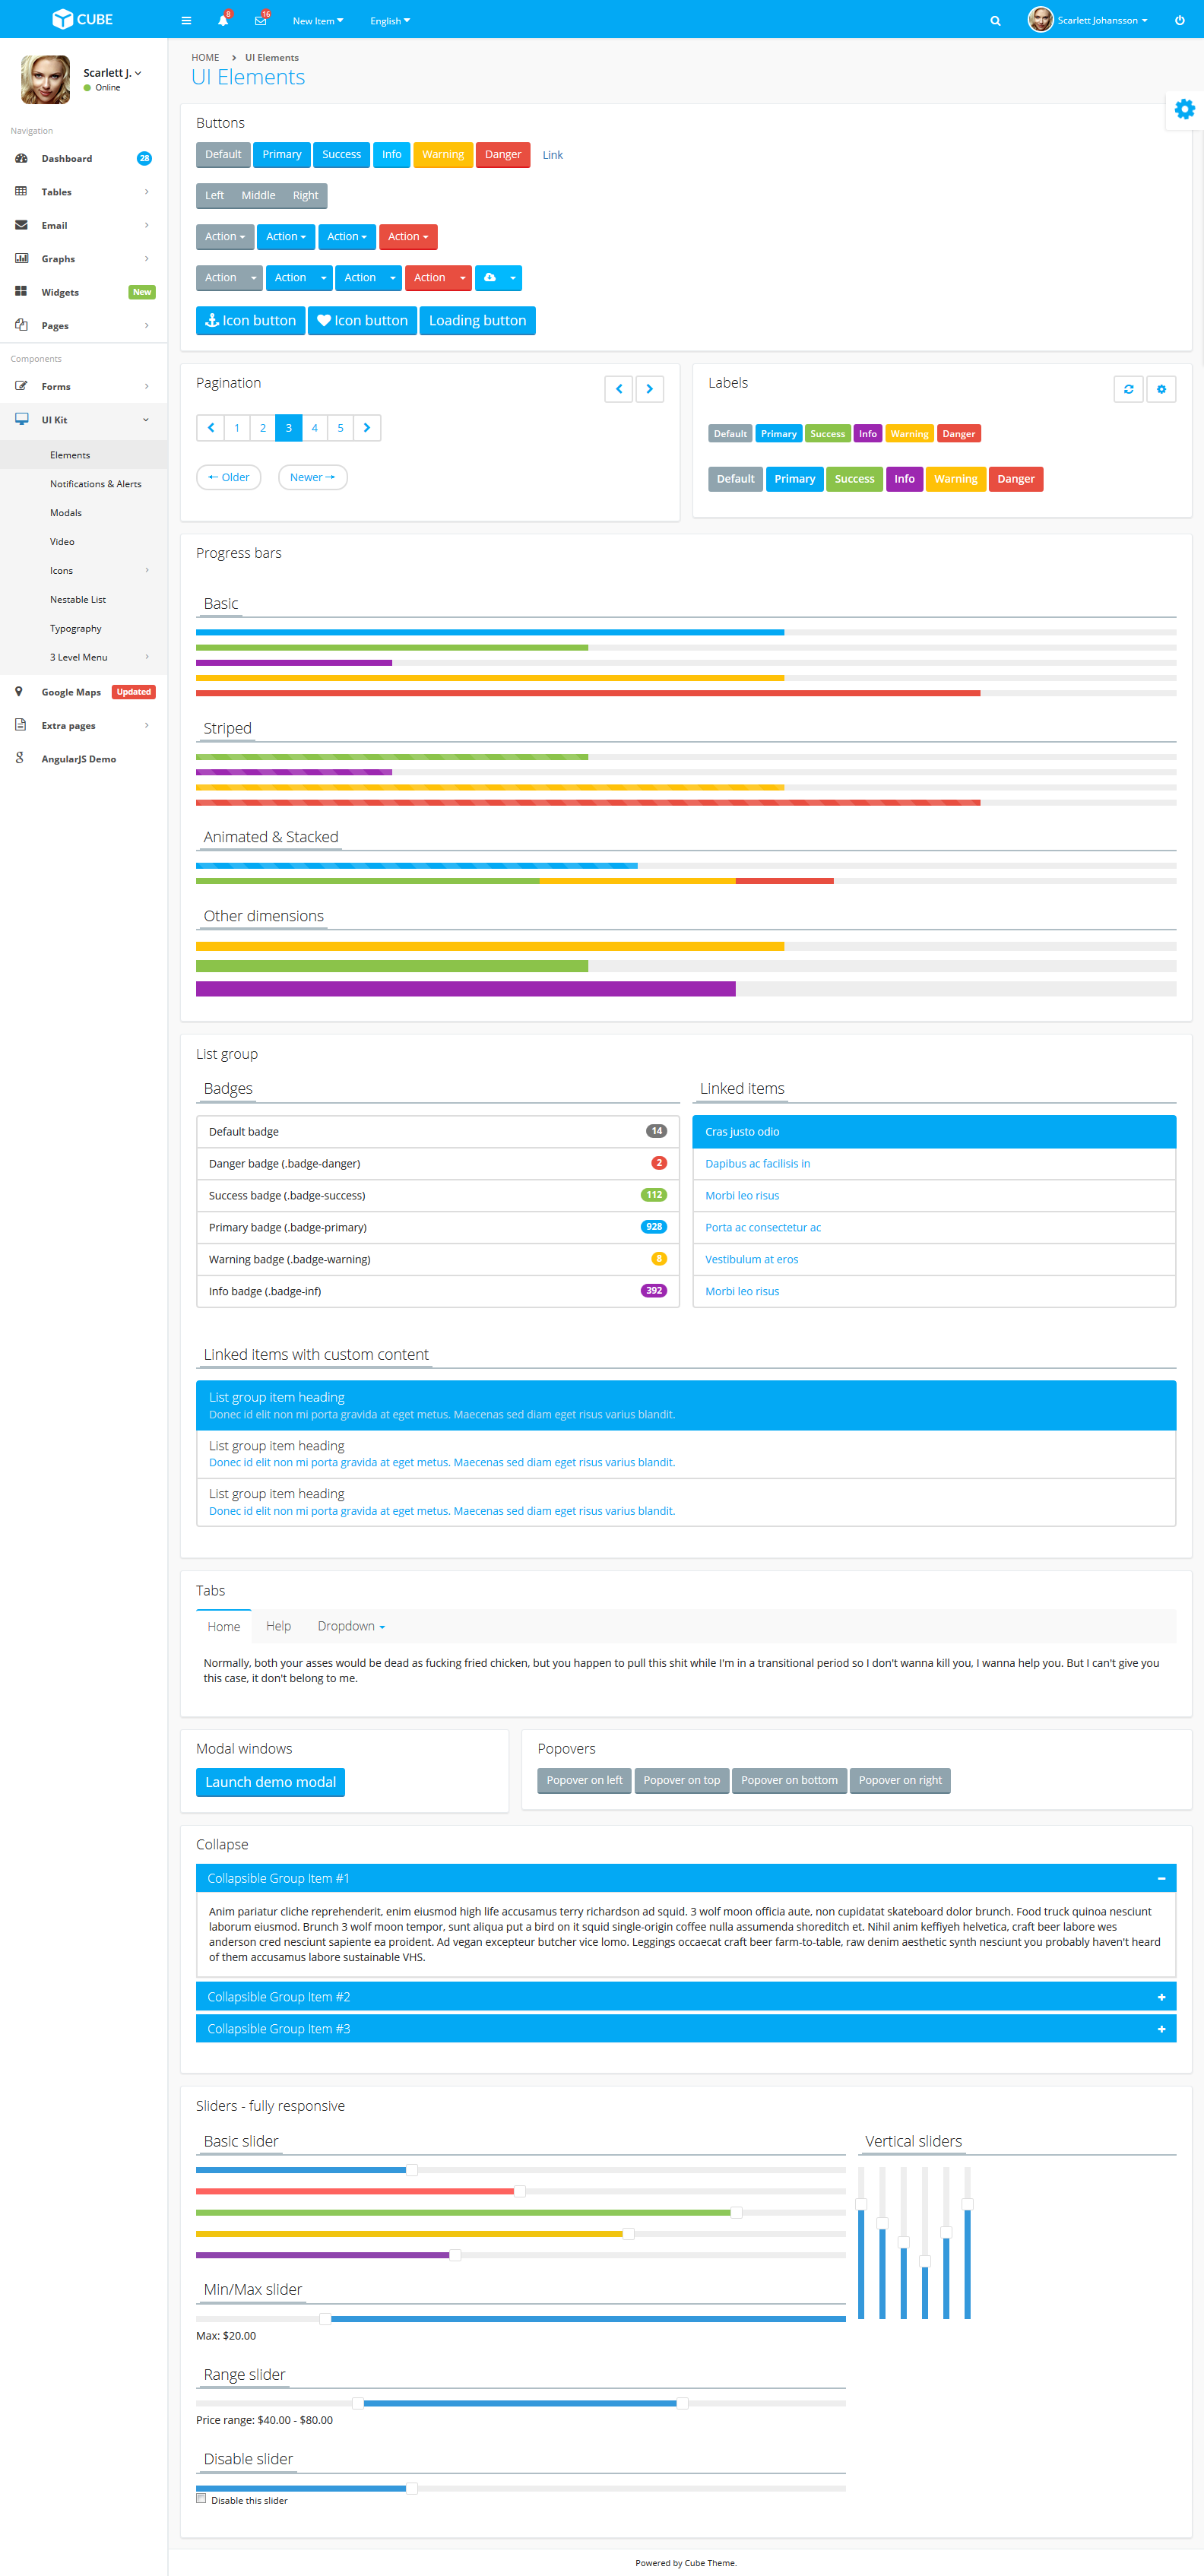 CUBE
8
16
New Item
English
Scarlett Johansson
Scarlett J.
Online
Navigation
Dashboard 28
Tables
Email
Graphs
Widgets New
Pages
Components
Forms
UI Kit
Elements
Notifications & Alerts
Modals
Video
Icons
Nestable List
Typography
3 Level Menu
Google Maps Updated
Extra pages
AngularJS Demo
HOME > UI Elements
UI Elements
Buttons
Default Primary Success Info Warning Danger Link
Left Middle Right
Action Action Action Action
Action Action Action Action
Icon button Icon button Loading button
Pagination
1 2 3 4 5
← Older Newer →
Labels
Default Primary Success Info Warning Danger
Default Primary Success Info Warning Danger
Progress bars
Basic
Striped
Animated & Stacked
Other dimensions
List group
Badges
Default badge 14
Danger badge (.badge-danger) 2
Success badge (.badge-success) 112
Primary badge (.badge-primary) 928
Warning badge (.badge-warning) 8
Info badge (.badge-inf) 392
Linked items
Cras justo odio
Dapibus ac facilisis in
Morbi leo risus
Porta ac consectetur ac
Vestibulum at eros
Morbi leo risus
Linked items with custom content
List group item heading
Donec id elit non mi porta gravida at eget metus. Maecenas sed diam eget risus varius blandit.
List group item heading
Donec id elit non mi porta gravida at eget metus. Maecenas sed diam eget risus varius blandit.
List group item heading
Donec id elit non mi porta gravida at eget metus. Maecenas sed diam eget risus varius blandit.
Tabs
Home Help Dropdown
Normally, both your asses would be dead as fucking fried chicken, but you happen to pull this shit while I'm in a transitional period so I don't wanna kill you, I wanna help you. But I can't give you
this case, it don't belong to me.
Modal windows
Launch demo modal
Popovers
Popover on left Popover on top Popover on bottom Popover on right
Collapse
Collapsible Group Item #1
Anim pariatur cliche reprehenderit, enim eiusmod high life accusamus terry richardson ad squid. 3 wolf moon officia aute, non cupidatat skateboard dolor brunch. Food truck quinoa nesciunt
laborum eiusmod. Brunch 3 wolf moon tempor, sunt aliqua put a bird on it squid single-origin coffee nulla assumenda shoreditch et. Nihil anim keffiyeh helvetica, craft beer labore wes
anderson cred nesciunt sapiente ea proident. Ad vegan excepteur butcher vice lomo. Leggings occaecat craft beer farm-to-table, raw denim aesthetic synth nesciunt you probably haven't heard
of them accusamus labore sustainable VHS.
Collapsible Group Item #2
Collapsible Group Item #3
Sliders - fully responsive
Basic slider
Vertical sliders
Min/Max slider
Max: $20.00
Range slider
Price range: $40.00 - $80.00
Disable slider
Disable this slider
Powered by Cube Theme.